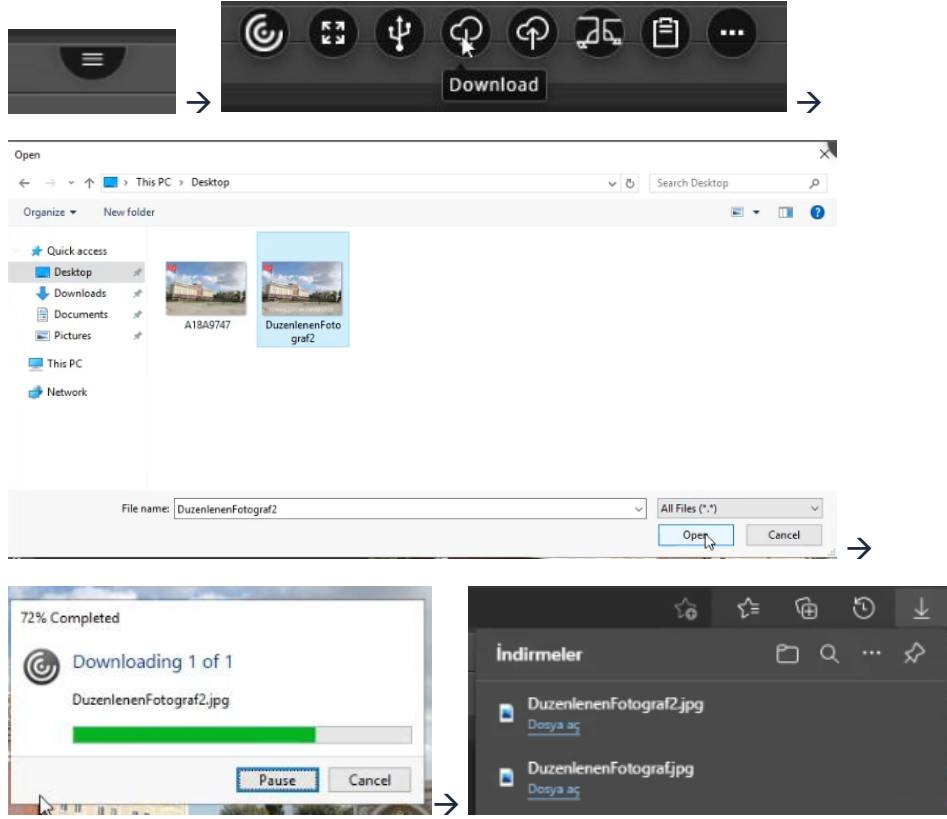 →
Download
→
Open
This PC > Desktop
Search Desktop
Organize
New folder
Quick access
Desktop
Downloads
Documents
Pictures
This PC
Network
A18A9747
DuzenlenenFoto
graf2
File name:
DuzenlenenFotograf2
All Files (*.*)
Open
Cancel
→
72% Completed
Downloading 1 of 1
DuzenlenenFotograf2.jpg
Pause
Cancel
→
İndirmeler
DuzenlenenFotograf2.jpg
Dosya aç
DuzenlenenFotograf.jpg
Dosya aç